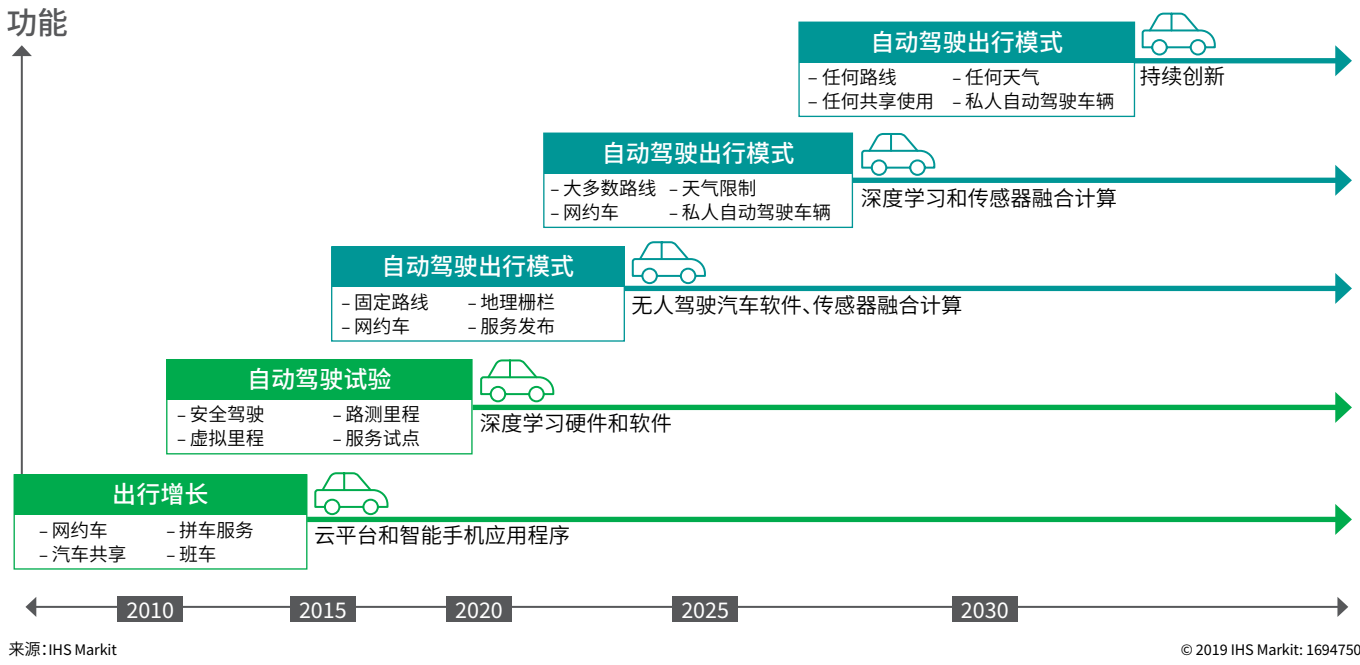 功能
自动驾驶出行模式
– 任何路线 – 任何天气
– 任何共享使用 – 私人自动驾驶车辆
持续创新
自动驾驶出行模式
– 大多数路线 – 天气限制
– 网约车 – 私人自动驾驶车辆
深度学习和传感器融合计算
自动驾驶出行模式
– 固定路线 – 地理栅栏
– 网约车 – 服务发布
无人驾驶汽车软件、传感器融合计算
自动驾驶试验
– 安全驾驶 – 路测里程
– 虚拟里程 – 服务试点
深度学习硬件和软件
出行增长
– 网约车 – 拼车服务
– 汽车共享 – 班车
云平台和智能手机应用程序
2010 2015 2020 2025 2030
来源：IHS Markit © 2019 IHS Markit: 1694750